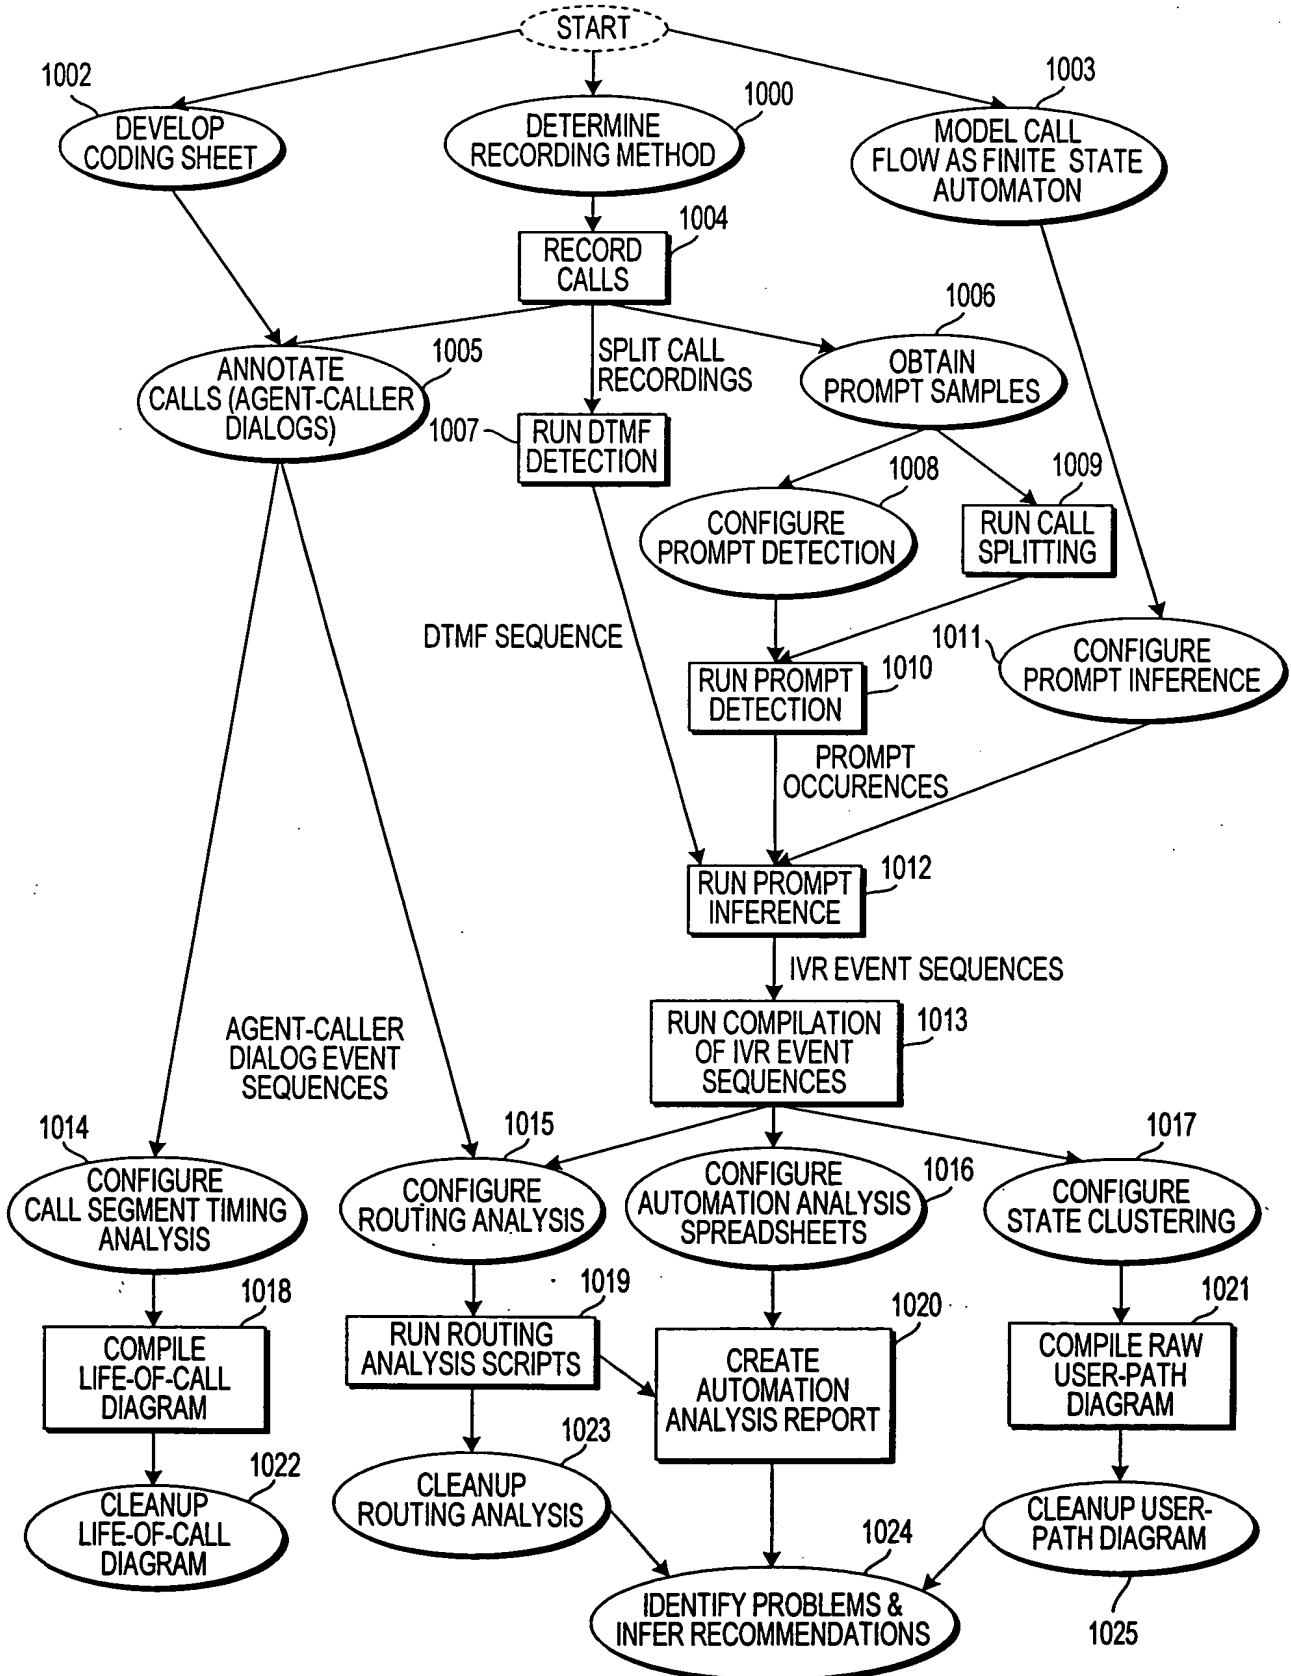 START
1002
1000
1003
DEVELOP
CODING SHEET
DETERMINE
RECORDING METHOD
MODEL CALL
FLOW AS FINITE STATE
AUTOMATON
1004
RECORD
CALLS
1006
1005
SPLIT CALL
RECORDINGS
OBTAIN
PROMPT SAMPLES
ANNOTATE
CALLS (AGENT-CALLER
DIALOGS)
1007
RUN DTMF
DETECTION
1008
1009
CONFIGURE
PROMPT DETECTION
RUN CALL
SPLITTING
DTMF SEQUENCE
1011
CONFIGURE
PROMPT INFERENCE
RUN PROMPT
DETECTION
1010
PROMPT
OCCURENCES
RUN PROMPT
INFERENCE
1012
IVR EVENT SEQUENCES
RUN COMPILATION
OF IVR EVENT
SEQUENCES
1013
AGENT-CALLER
DIALOG EVENT
SEQUENCES
1014
1015
1016
1017
CONFIGURE
CALL SEGMENT TIMING
ANALYSIS
CONFIGURE
ROUTING ANALYSIS
CONFIGURE
AUTOMATION ANALYSIS
SPREADSHEETS
CONFIGURE
STATE CLUSTERING
1018
1019
1020
1021
COMPILE
LIFE-OF-CALL
DIAGRAM
RUN ROUTING
ANALYSIS SCRIPTS
CREATE
AUTOMATION
ANALYSIS REPORT
COMPILE RAW
USER-PATH
DIAGRAM
1022
1023
CLEANUP
LIFE-OF-CALL
DIAGRAM
CLEANUP
ROUTING ANALYSIS
CLEANUP USER-
PATH DIAGRAM
1024
1025
IDENTIFY PROBLEMS &
INFER RECOMMENDATIONS